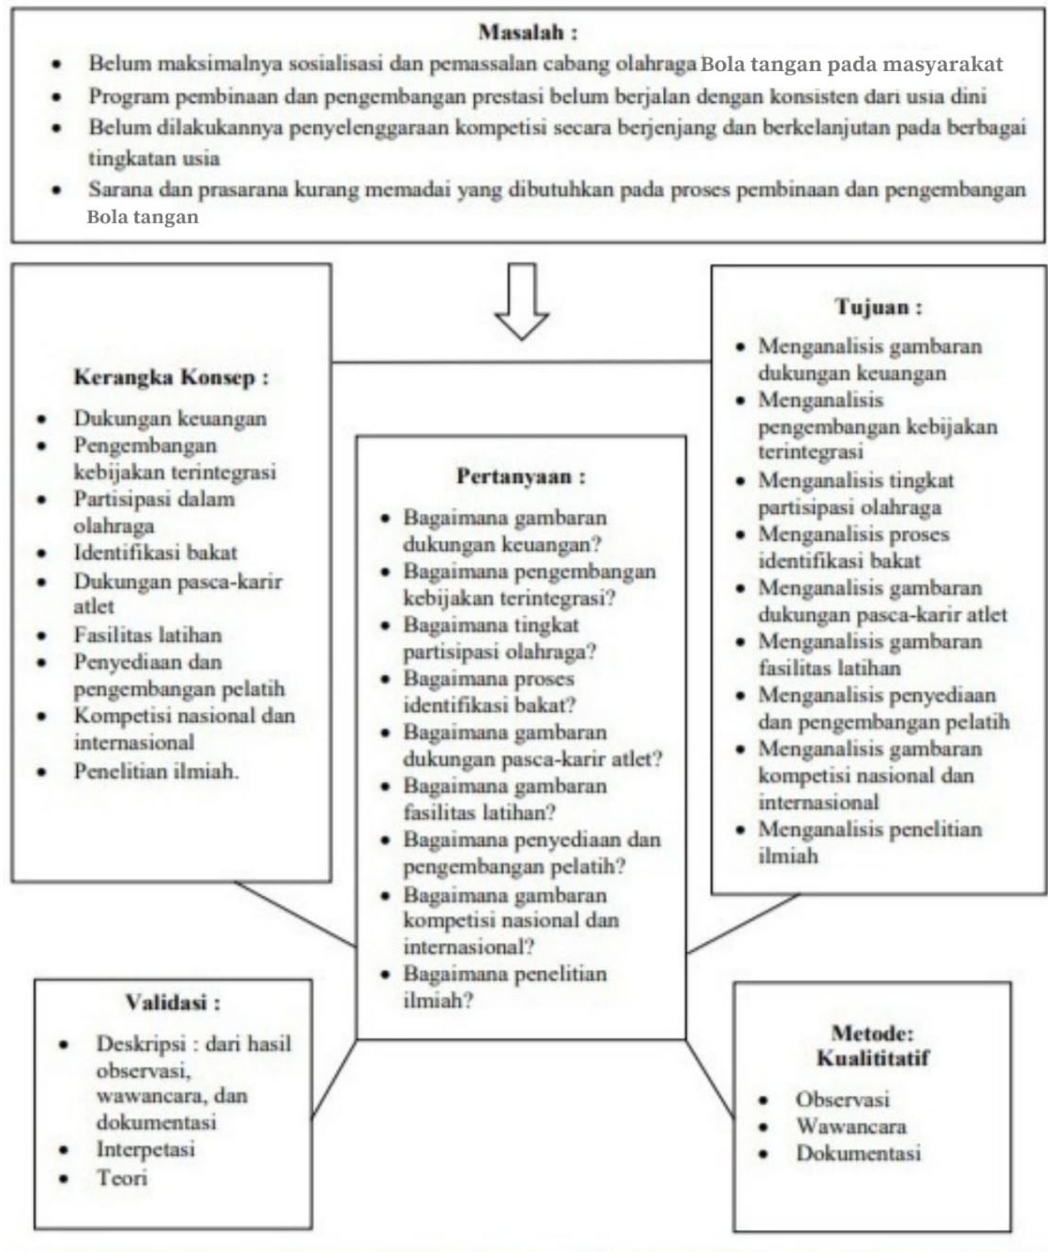 Masalah :
• Belum maksimalnya sosialisasi dan pemassalan cabang olahraga Bola tangan pada masyarakat
• Program pembinaan dan pengembangan prestasi belum berjalan dengan konsisten dari usia dini
• Belum dilakukannya penyelenggaraan kompetisi secara berjenjang dan berkelanjutan pada berbagai
tingkatan usia
• Sarana dan prasarana kurang memadai yang dibutuhkan pada proses pembinaan dan pengembangan
Bola tangan
Kerangka Konsep :
• Dukungan keuangan
• Pengembangan
kebijakan terintegrasi
• Partisipasi dalam
olahraga
• Identifikasi bakat
• Dukungan pasca-karir
atlet
• Fasilitas latihan
• Penyediaan dan
pengembangan pelatih
• Kompetisi nasional dan
internasional
• Penelitian ilmiah.
Pertanyaan :
• Bagaimana gambaran
dukungan keuangan?
• Bagaimana pengembangan
kebijakan terintegrasi?
• Bagaimana tingkat
partisipasi olahraga?
• Bagaimana proses
identifikasi bakat?
• Bagaimana gambaran
dukungan pasca-karir atlet?
• Bagaimana gambaran
fasilitas latihan?
• Bagaimana penyediaan dan
pengembangan pelatih?
• Bagaimana gambaran
kompetisi nasional dan
internasional?
• Bagaimana penelitian
ilmiah?
Tujuan :
• Menganalisis gambaran
dukungan keuangan
• Menganalisis
pengembangan kebijakan
terintegrasi
• Menganalisis tingkat
partisipasi olahraga
• Menganalisis proses
identifikasi bakat
• Menganalisis gambaran
dukungan pasca-karir atlet
• Menganalisis gambaran
fasilitas latihan
• Menganalisis penyediaan
dan pengembangan pelatih
• Menganalisis gambaran
kompetisi nasional dan
internasional
• Menganalisis penelitian
ilmiah
Validasi :
• Deskripsi : dari hasil
observasi,
wawancara, dan
dokumentasi
• Interpetasi
• Teori
Metode:
Kualititatif
• Observasi
• Wawancara
• Dokumentasi